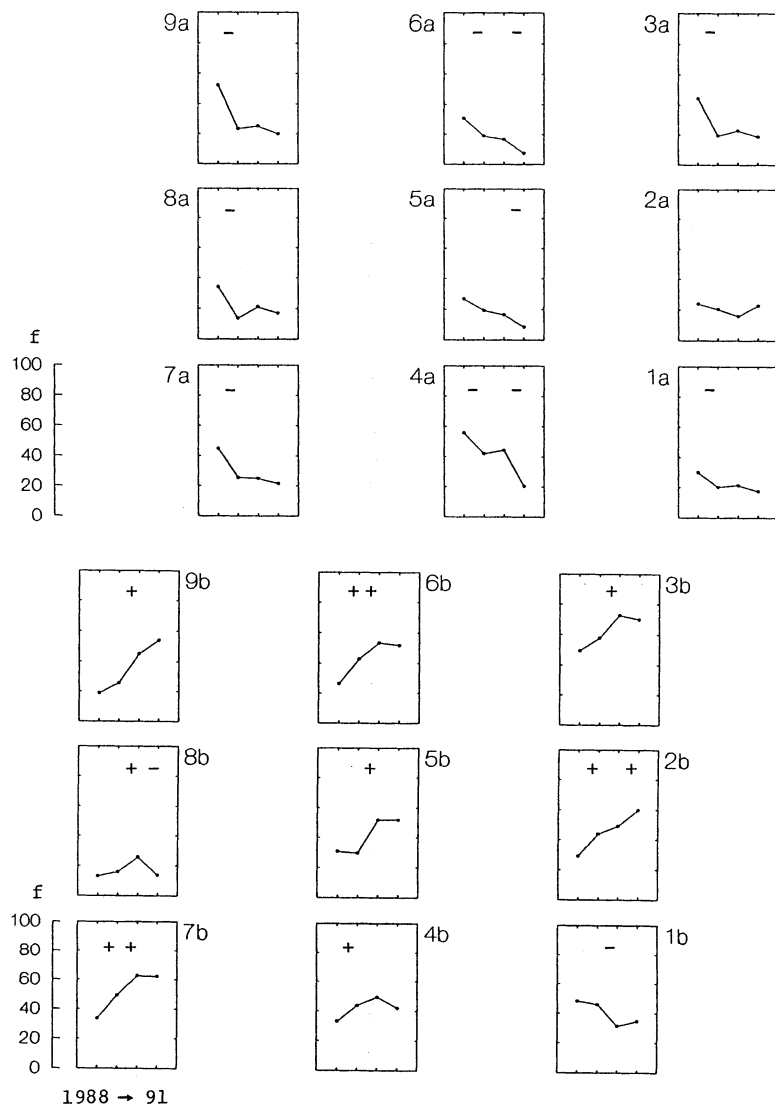 9a 6a 3a
− − − −
8a 5a 2a
− −
f
100 7a 4a 1a
80 − − − −
60
40
20
0
+ 9b + + 6b + 3b
+ − 8b + 5b + + 2b
f
100 + + 7b + 4b − 1b
80
60
40
20
0
1988 → 91